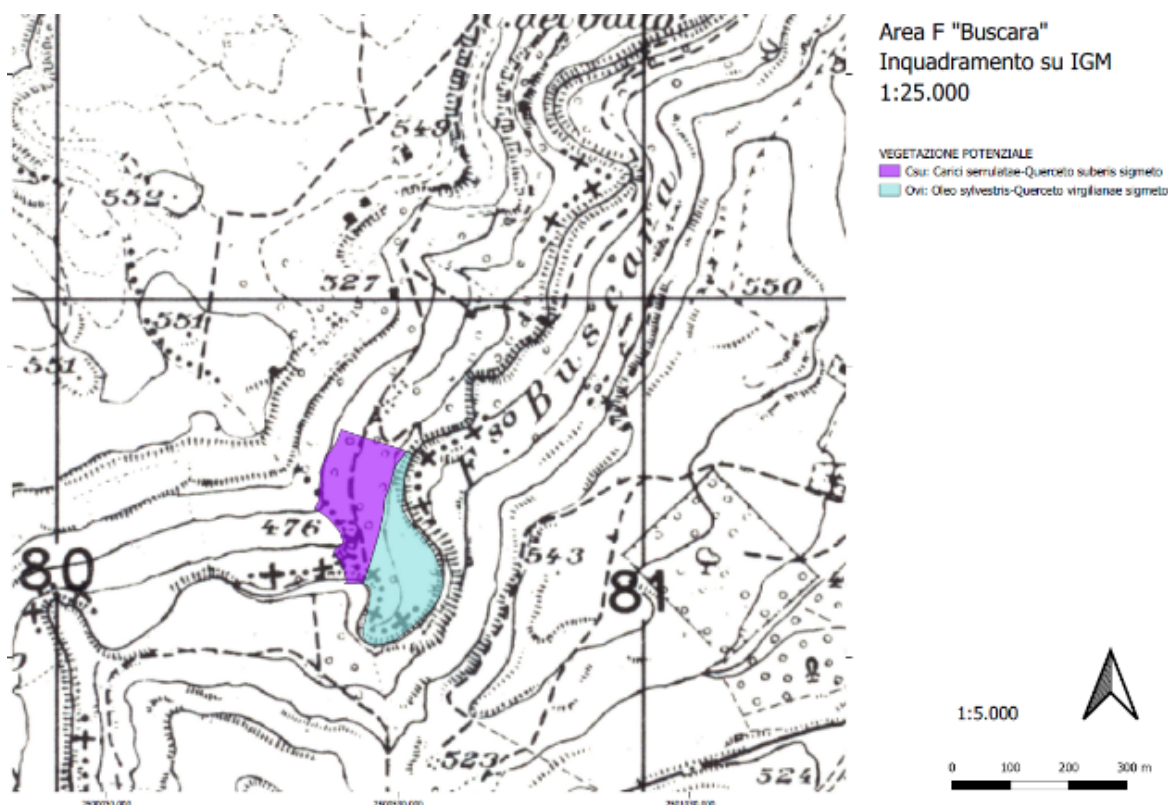 Area F "Buscara"
Inquadramento su IGM
1:25.000
VEGETAZIONE POTENZIALE
Csu: Carici serrulatae-Querceto suberis sigmeto
Ovi: Oleo sylvestris-Querceto virgilianae sigmeto
549
552
527
550
551
551
go Buscara
476
543
80
81
523
524
1:5.000
0 100 200 300 m